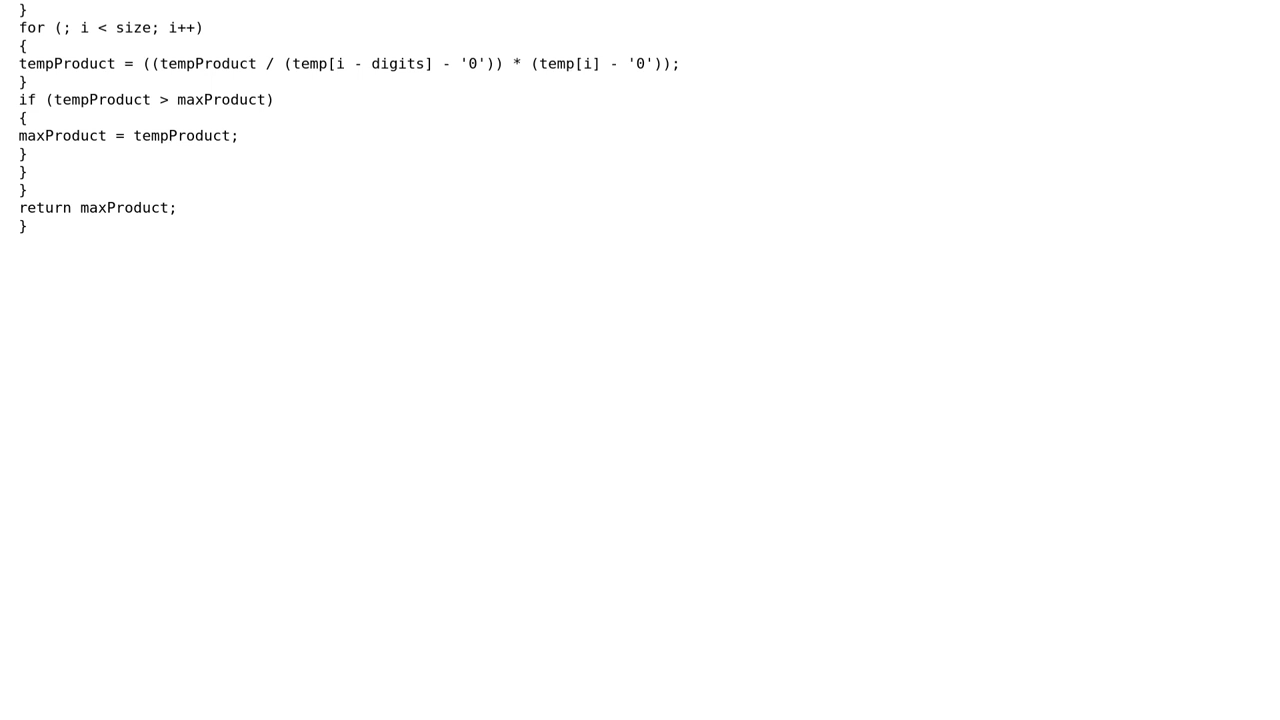 }
for (; i < size; i++)
{
tempProduct = ((tempProduct / (temp[i - digits] - '0')) * (temp[i] - '0'));
}
if (tempProduct > maxProduct)
{
maxProduct = tempProduct;
}
}
}
return maxProduct;
}